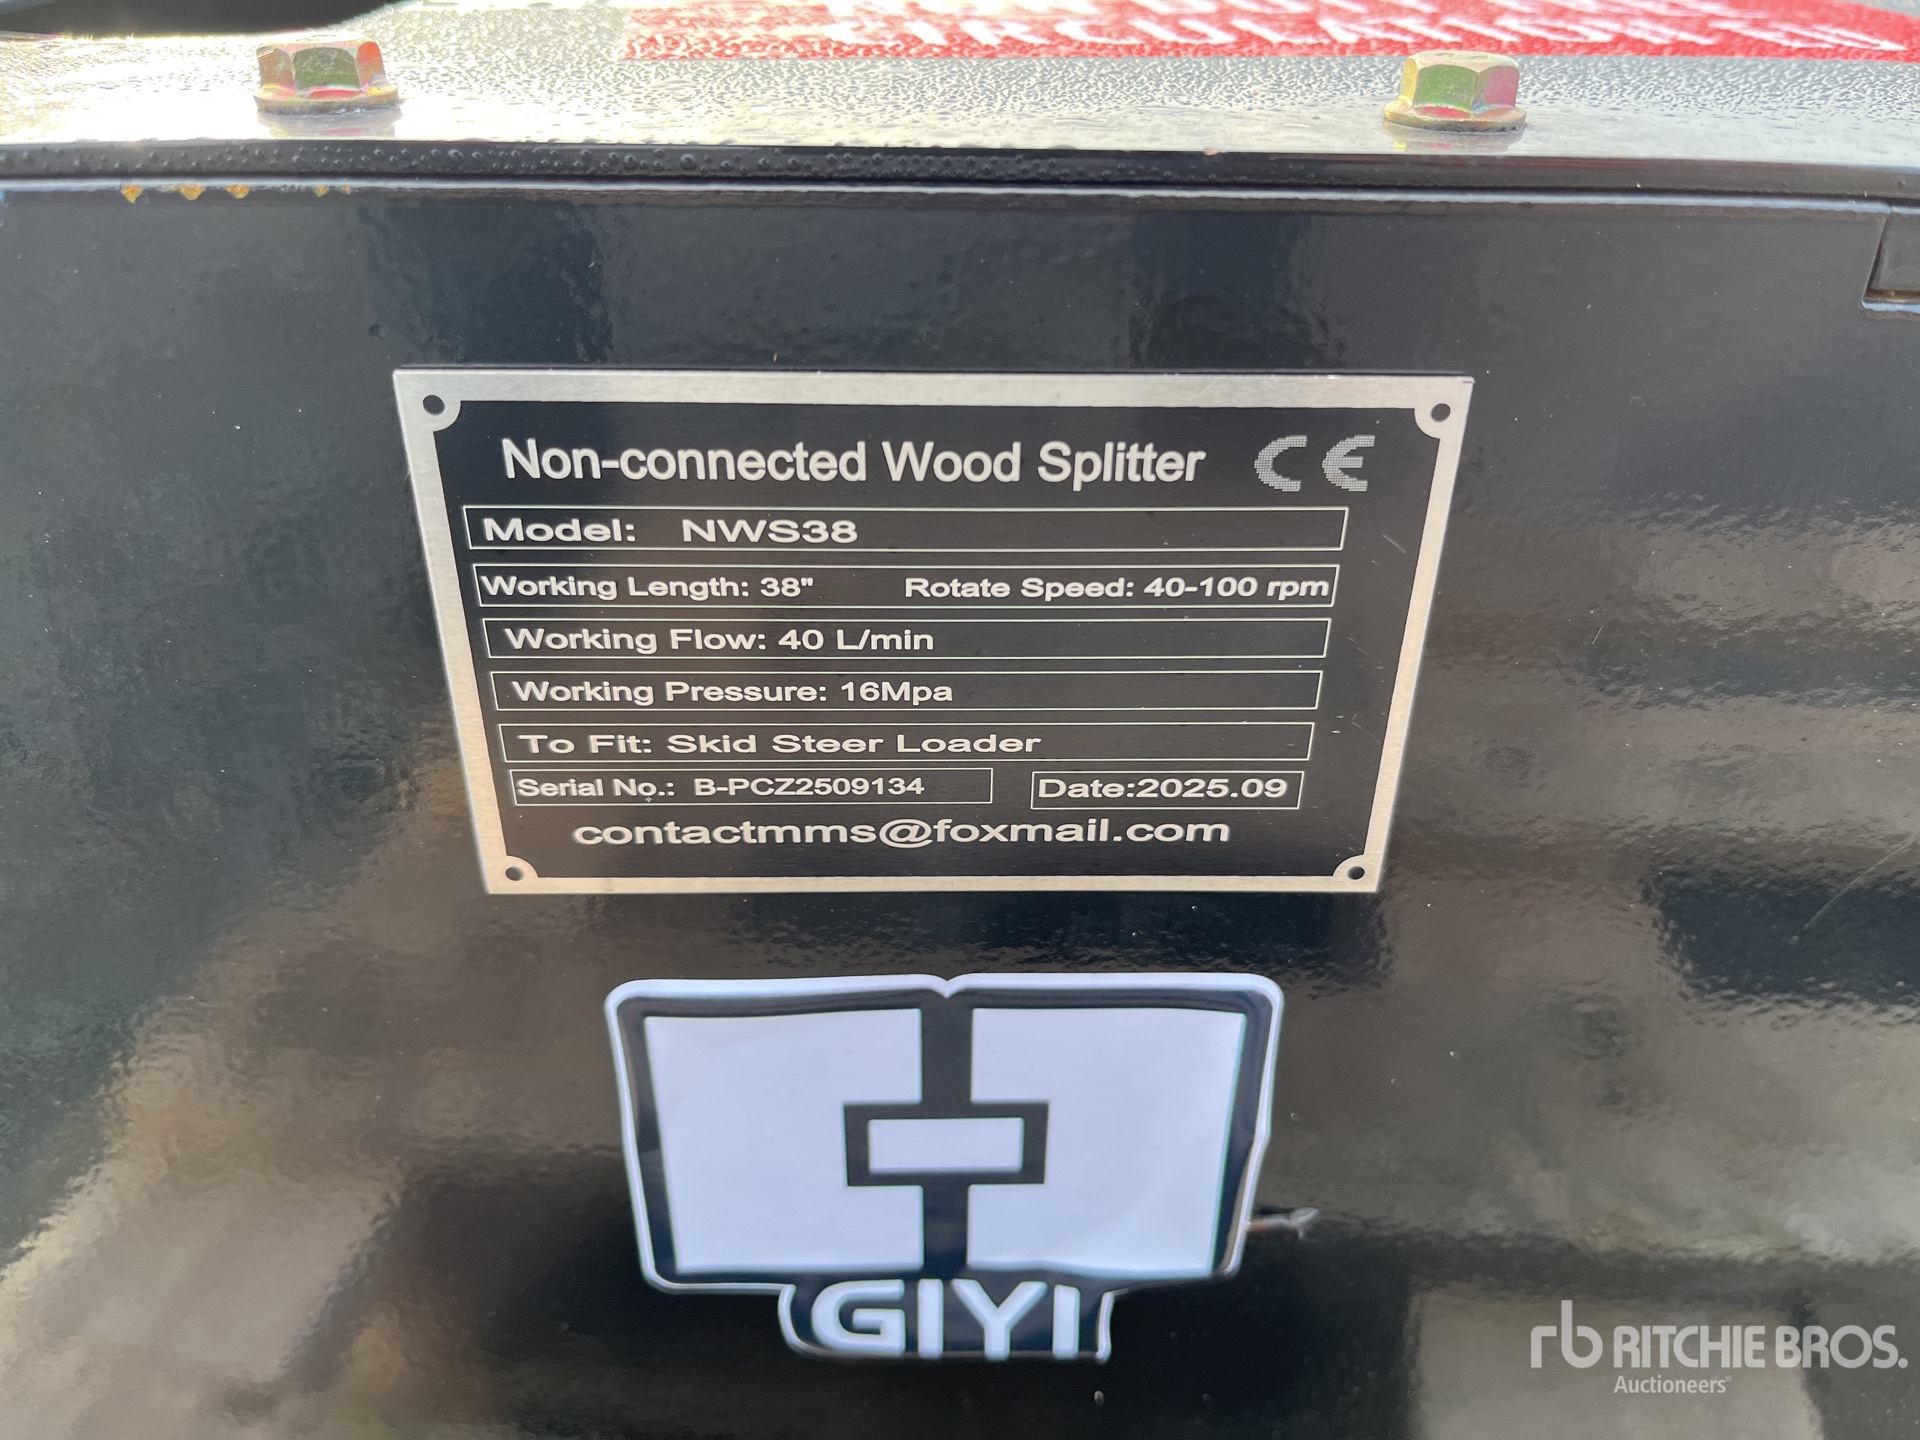 Non-connected Wood Splitter CE
Model: NWS38
Working Length: 38" Rotate Speed: 40-100 rpm
Working Flow: 40 L/min
Working Pressure: 16Mpa
To Fit: Skid Steer Loader
Serial No.: B-PCZ2509134 Date:2025.09
contactmms@foxmail.com
GIYI
rb RITCHIE BROS.
Auctioneers